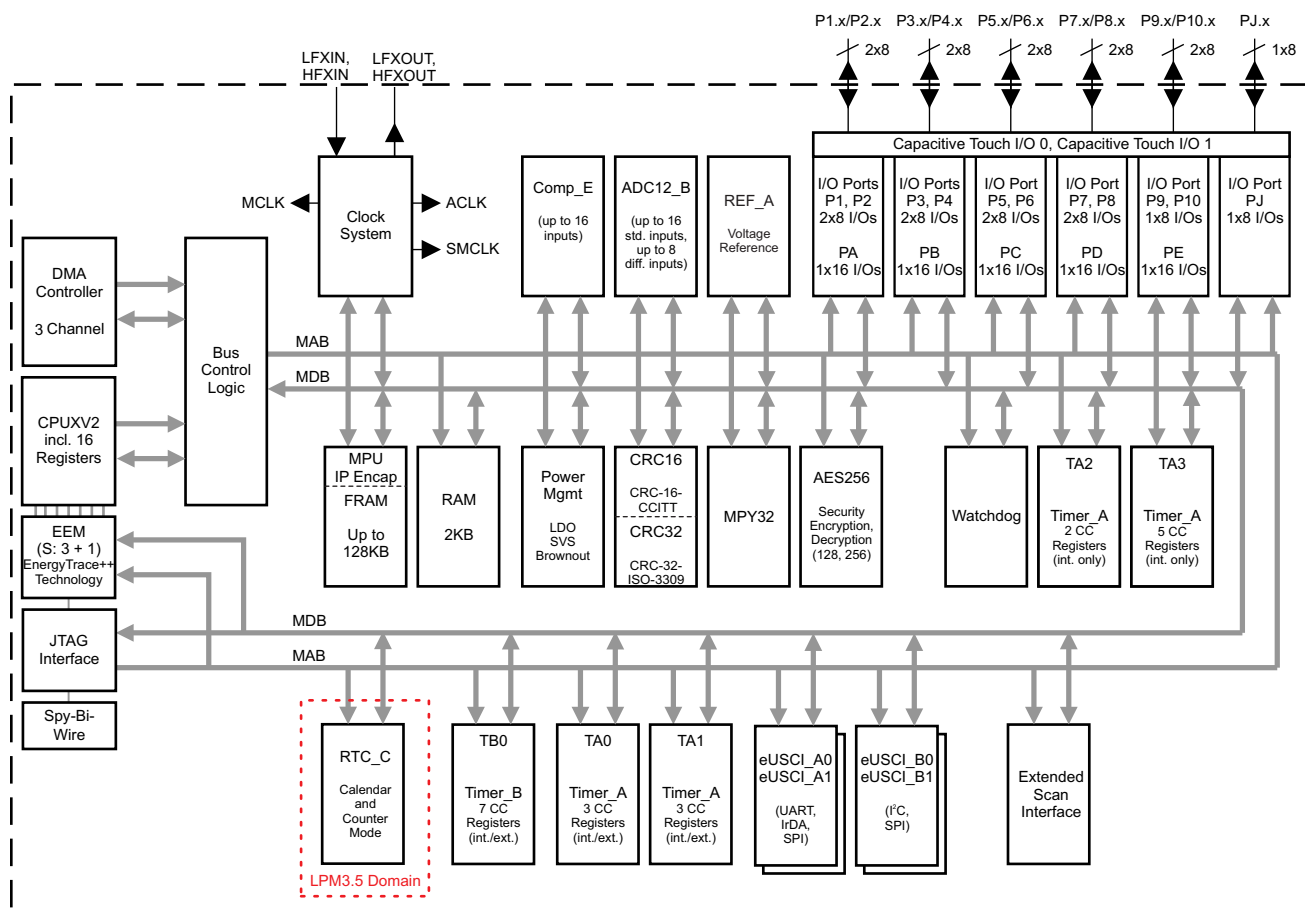 P1.x/P2.x
P3.x/P4.x
P5.x/P6.x
P7.x/P8.x
P9.x/P10.x
PJ.x
2x8
2x8
2x8
2x8
2x8
1x8
LFXIN,
HFXIN
LFXOUT,
HFXOUT
Capacitive Touch I/O 0, Capacitive Touch I/O 1
MCLK
Clock
System
ACLK
SMCLK
Comp_E
(up to 16
inputs)
ADC12_B
(up to 16
std. inputs,
up to 8
diff. inputs)
REF_A
Voltage
Reference
I/O Ports
P1, P2
2x8 I/Os
PA
1x16 I/Os
I/O Ports
P3, P4
2x8 I/Os
PB
1x16 I/Os
I/O Port
P5, P6
2x8 I/Os
PC
1x16 I/Os
I/O Port
P7, P8
2x8 I/Os
PD
1x16 I/Os
I/O Port
P9, P10
1x8 I/Os
PE
1x16 I/Os
I/O Port
PJ
1x8 I/Os
DMA
Controller
3 Channel
Bus
Control
Logic
MAB
MDB
CPUXV2
incl. 16
Registers
MPU
IP Encap
FRAM
Up to
128KB
RAM
2KB
Power
Mgmt
LDO
SVS
Brownout
CRC16
CRC-16-
CCITT
CRC32
CRC-32-
ISO-3309
MPY32
AES256
Security
Encryption,
Decryption
(128, 256)
Watchdog
TA2
Timer_A
2 CC
Registers
(int. only)
TA3
Timer_A
5 CC
Registers
(int. only)
EEM
(S: 3 + 1)
EnergyTrace++
Technology
MDB
MAB
JTAG
Interface
Spy-Bi-
Wire
RTC_C
Calendar
and
Counter
Mode
LPM3.5 Domain
TB0
Timer_B
7 CC
Registers
(int./ext.)
TA0
Timer_A
3 CC
Registers
(int./ext.)
TA1
Timer_A
3 CC
Registers
(int./ext.)
eUSCI_A0
eUSCI_A1
(UART,
IrDA,
SPI)
eUSCI_B0
eUSCI_B1
(I²C,
SPI)
Extended
Scan
Interface